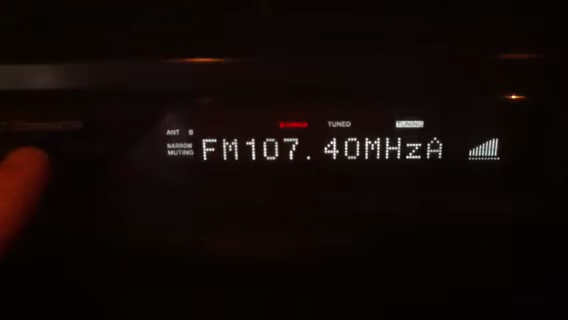 TUNED TUNING
ANT B
NARROW
MUTING
FM107.40MHzA